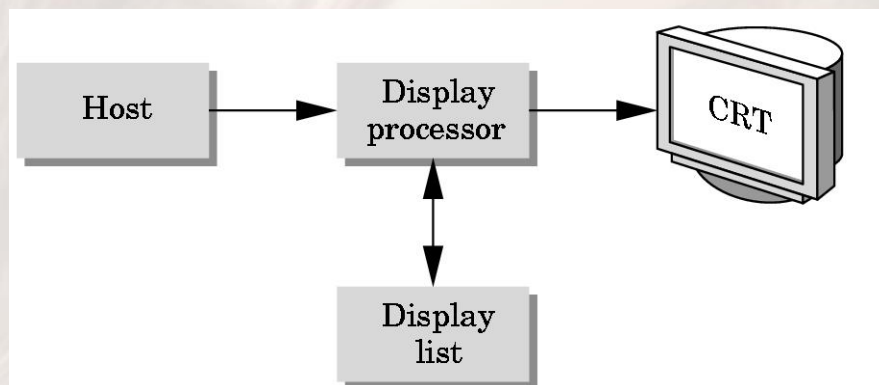 Host
Display
processor
CRT
Display
list